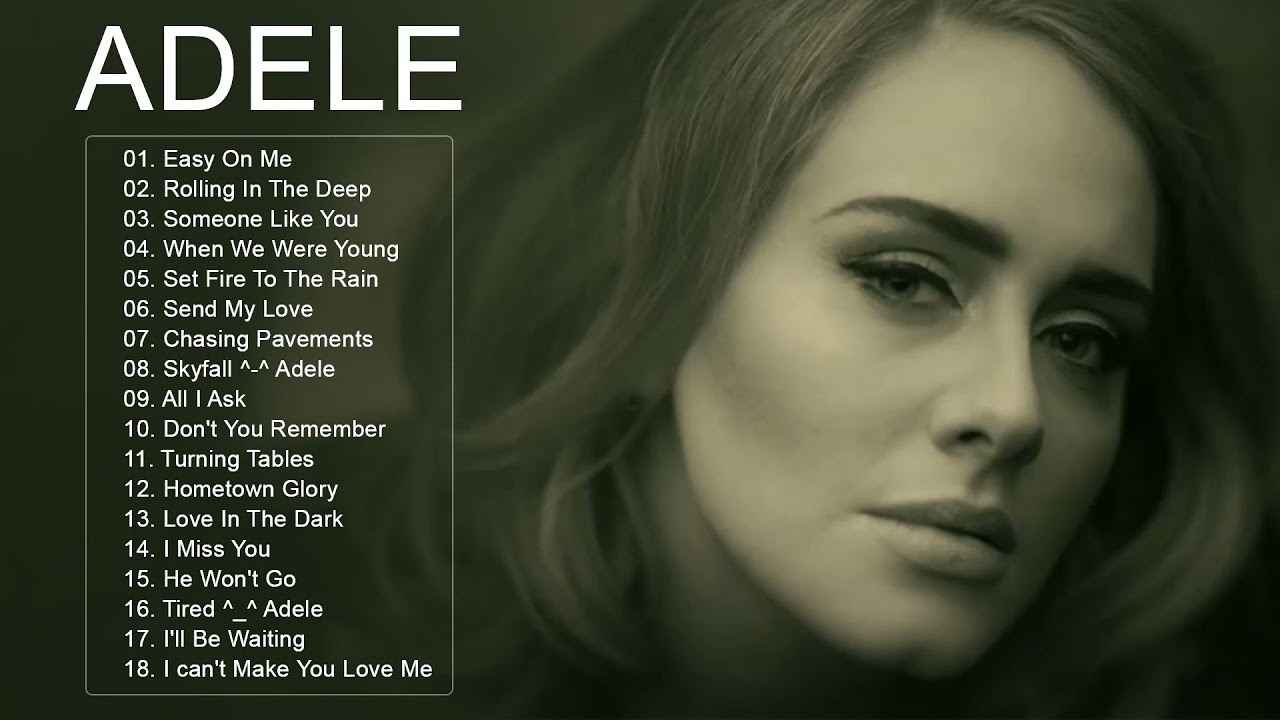 ADELE
01. Easy On Me
02. Rolling In The Deep
03. Someone Like You
04. When We Were Young
05. Set Fire To The Rain
06. Send My Love
07. Chasing Pavements
08. Skyfall ^-^ Adele
09. All I Ask
10. Don't You Remember
11. Turning Tables
12. Hometown Glory
13. Love In The Dark
14. I Miss You
15. He Won't Go
16. Tired ^_^ Adele
17. I'll Be Waiting
18. I can't Make You Love Me